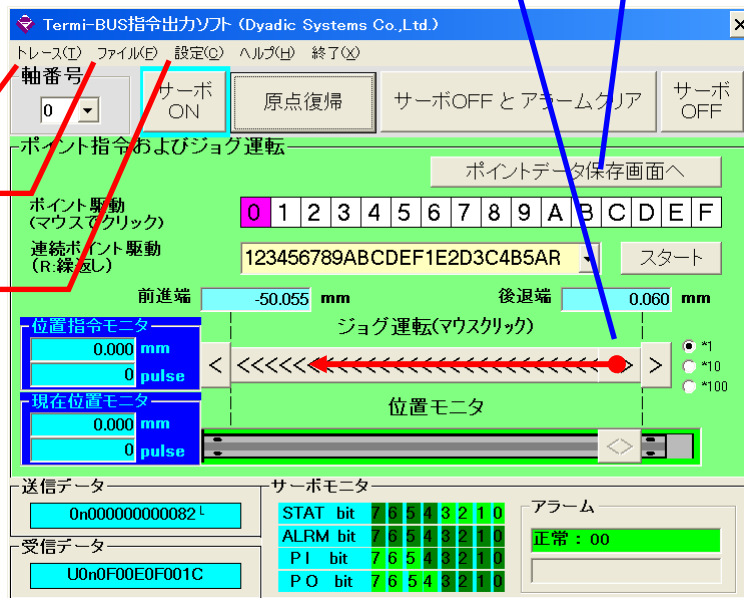 Termi-BUS指令出力ソフト (Dyadic Systems Co.,Ltd.)
トレース(T) ファイル(F) 設定(C) ヘルプ(H) 終了(X)
軸番号
0
サーボ
ON
原点復帰
サーボOFF とアラームクリア
サーボ
OFF
ポイント指令およびジョグ運転
ポイントデータ保存画面へ
ポイント駆動
(マウスでクリック)
0 1 2 3 4 5 6 7 8 9 A B C D E F
連続ポイント駆動
(R:繰返し)
123456789ABCDEF1E2D3C4B5AR
スタート
前進端 -50.055 mm 後退端 0.060 mm
位置指令モニタ
0.000 mm
0 pulse
ジョグ運転(マウスクリック)
*1
*10
*100
現在位置モニタ
0.000 mm
0 pulse
位置モニタ
送信データ
0n000000000082└
受信データ
U0n0F00E0F001C
サーボモニタ
STAT bit 7 6 5 4 3 2 1 0
ALRM bit 7 6 5 4 3 2 1 0
PI bit 7 6 5 4 3 2 1 0
PO bit 7 6 5 4 3 2 1 0
アラーム
正常 : 00